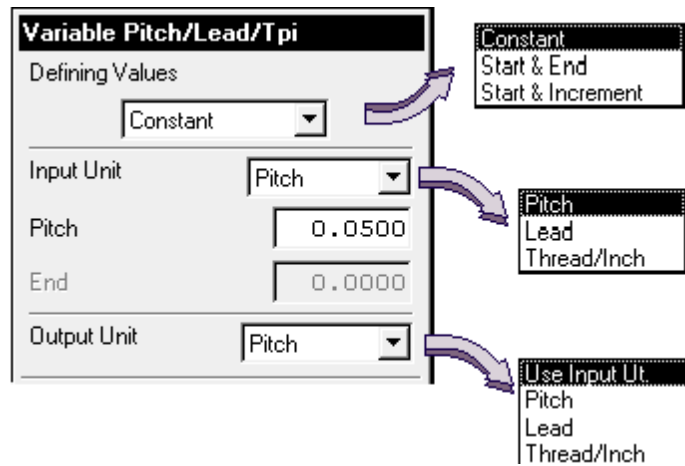 Variable Pitch/Lead/Tpi
Defining Values
Constant
Constant
Start & End
Start & Increment
Input Unit
Pitch
Pitch
Lead
Thread/Inch
Pitch
0.0500
End
0.0000
Output Unit
Pitch
Use Input Ut.
Pitch
Lead
Thread/Inch